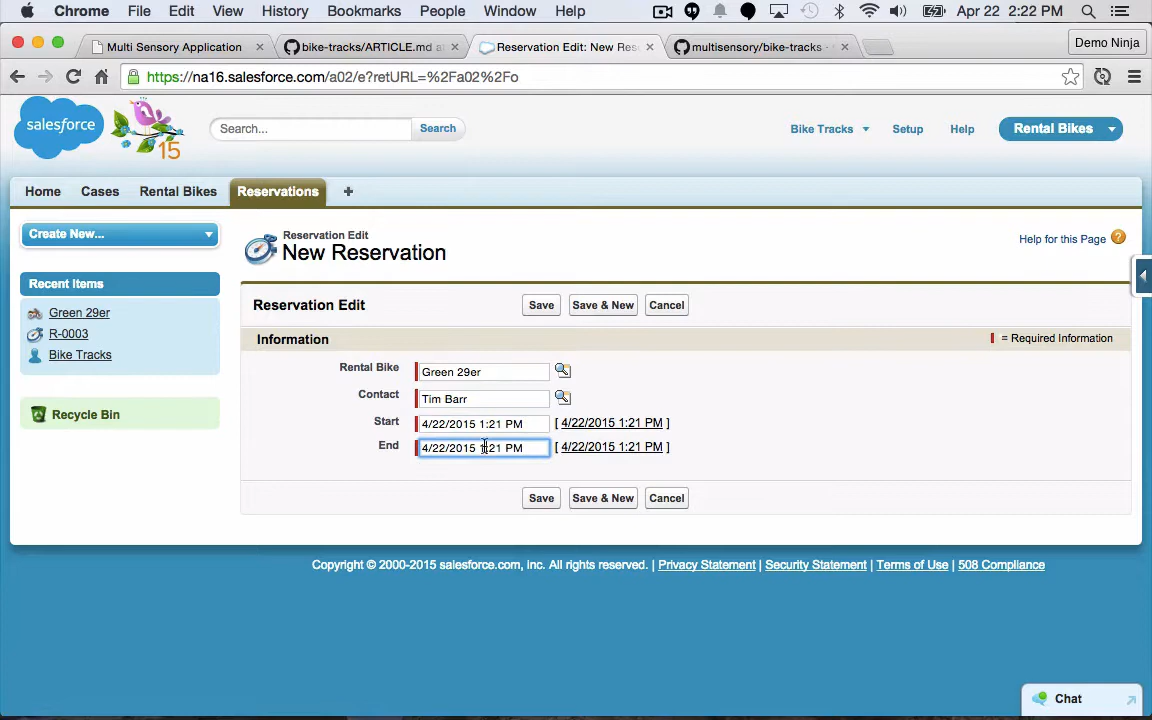 Chrome File Edit View History Bookmarks People Window Help Apr 22 2:22 PM
Multi Sensory Application
bike-tracks/ARTICLE.md at
Reservation Edit: New Res
multisensory/bike-tracks ·
Demo Ninja
https://na16.salesforce.com/a02/e?retURL=%2Fa02%2Fo
salesforce
15
Search...
Search
Bike Tracks
Setup
Help
Rental Bikes
Home
Cases
Rental Bikes
Reservations
+
Create New...
Recent Items
Green 29er
R-0003
Bike Tracks
Recycle Bin
Reservation Edit
New Reservation
Help for this Page ?
Reservation Edit
Save
Save & New
Cancel
Information
= Required Information
Rental Bike Green 29er
Contact Tim Barr
Start 4/22/2015 1:21 PM [ 4/22/2015 1:21 PM ]
End 4/22/2015 1:21 PM [ 4/22/2015 1:21 PM ]
Save
Save & New
Cancel
Copyright © 2000-2015 salesforce.com, inc. All rights reserved. | Privacy Statement | Security Statement | Terms of Use | 508 Compliance
Chat